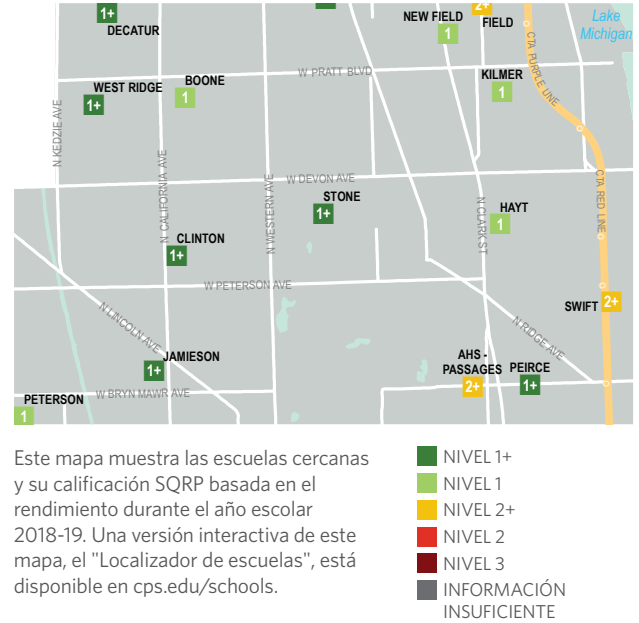 1+
DECATUR
NEW FIELD
1
2+
FIELD
Lake
Michigan
CTA PURPLE LINE
W PRATT BLVD
WEST RIDGE
1+
BOONE
1
KILMER
1
N KEDZIE AVE
N CALIFORNIA AVE
N WESTERN AVE
W DEVON AVE
STONE
1+
N CLARK ST
HAYT
1
CTA RED LINE
CLINTON
1+
W PETERSON AVE
SWIFT
2+
N LINCOLN AVE
N RIDGE AVE
JAMIESON
1+
AHS -
PASSAGES
2+
PEIRCE
1+
W BRYN MAWR AVE
PETERSON
1
Este mapa muestra las escuelas cercanas
y su calificación SQRP basada en el
rendimiento durante el año escolar
2018-19. Una versión interactiva de este
mapa, el "Localizador de escuelas", está
disponible en cps.edu/schools.
NIVEL 1+
NIVEL 1
NIVEL 2+
NIVEL 2
NIVEL 3
INFORMACIÓN
INSUFICIENTE